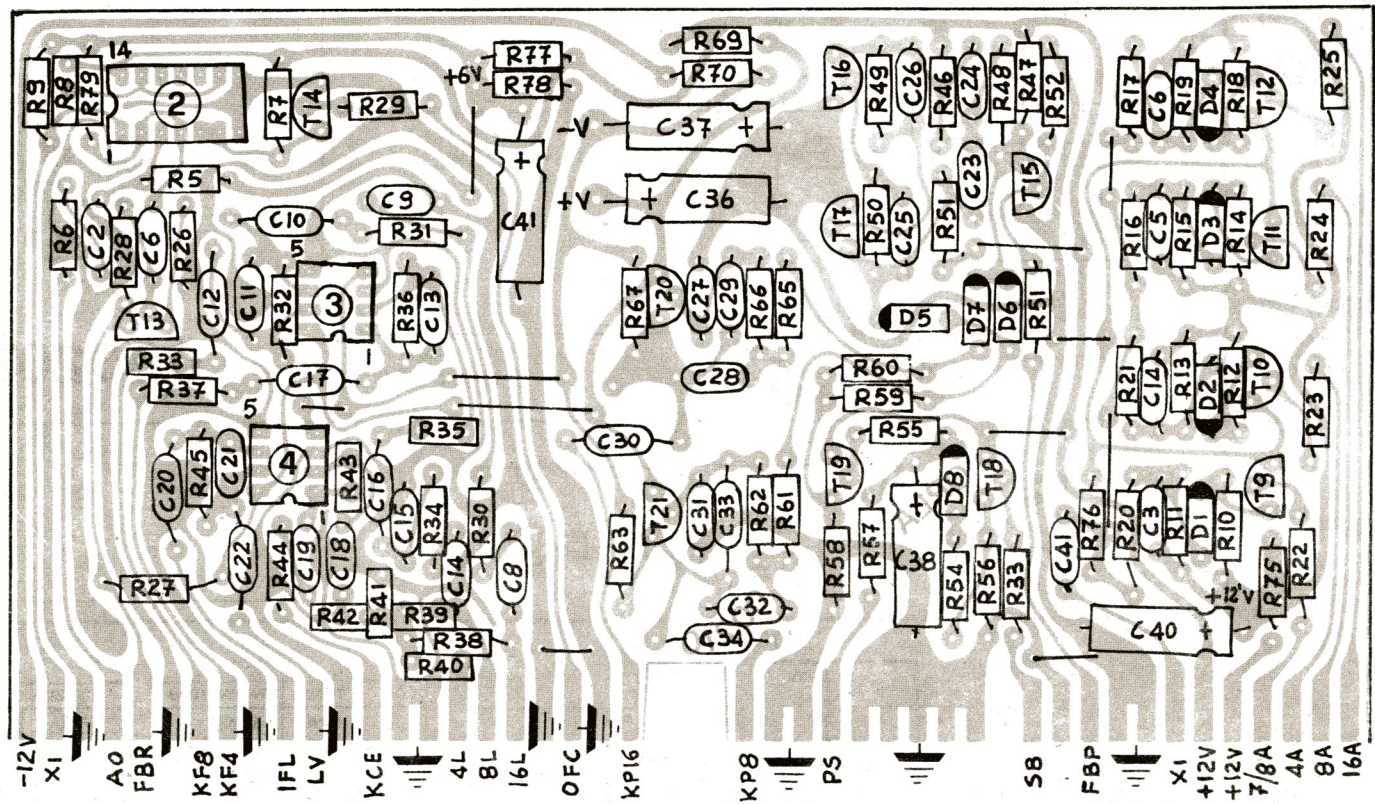 R9
R8
R79
14
2
R7
T14
R29
+6V
R77
R78
R69
R70
-V
C37 +
+V
+ C36
T16
R49
C26
R46
C24
R48
R47
R52
R17
C6
R19
D4
R18
T12
R25
R5
C9
C10
R31
+
C41
R6
C2
R28
C6
R26
C12
C11
5
R32
3
1
R36
C13
T13
R33
R37
C17
5
R67
T20
C27
C29
R66
R65
C28
T17
R50
C25
R51
C23
T15
R16
C5
R15
D3
R14
T11
R24
D5
D7
D6
R51
R60
R59
R55
R21
C14
R13
D2
R12
T10
R23
C20
R45
C21
4
1
R43
C16
R35
C15
R34
R30
C14
C8
C30
R63
T21
C31
C33
R62
R61
T19
R58
R57
+
C38
D8
T18
R54
R56
R33
C41
R76
R20
C3
R11
D1
R10
T9
R75
R22
+12V
C40 +
R27
C22
R44
C19
C18
R42
R41
R39
R38
R40
C32
C34
-12V
X1
AO
FBR
KF8
KF4
IFL
LV
KCE
4L
8L
16L
OFC
KP16
KP8
PS
SB
FBP
X1
+12V
+12V
7/8A
4A
8A
16A